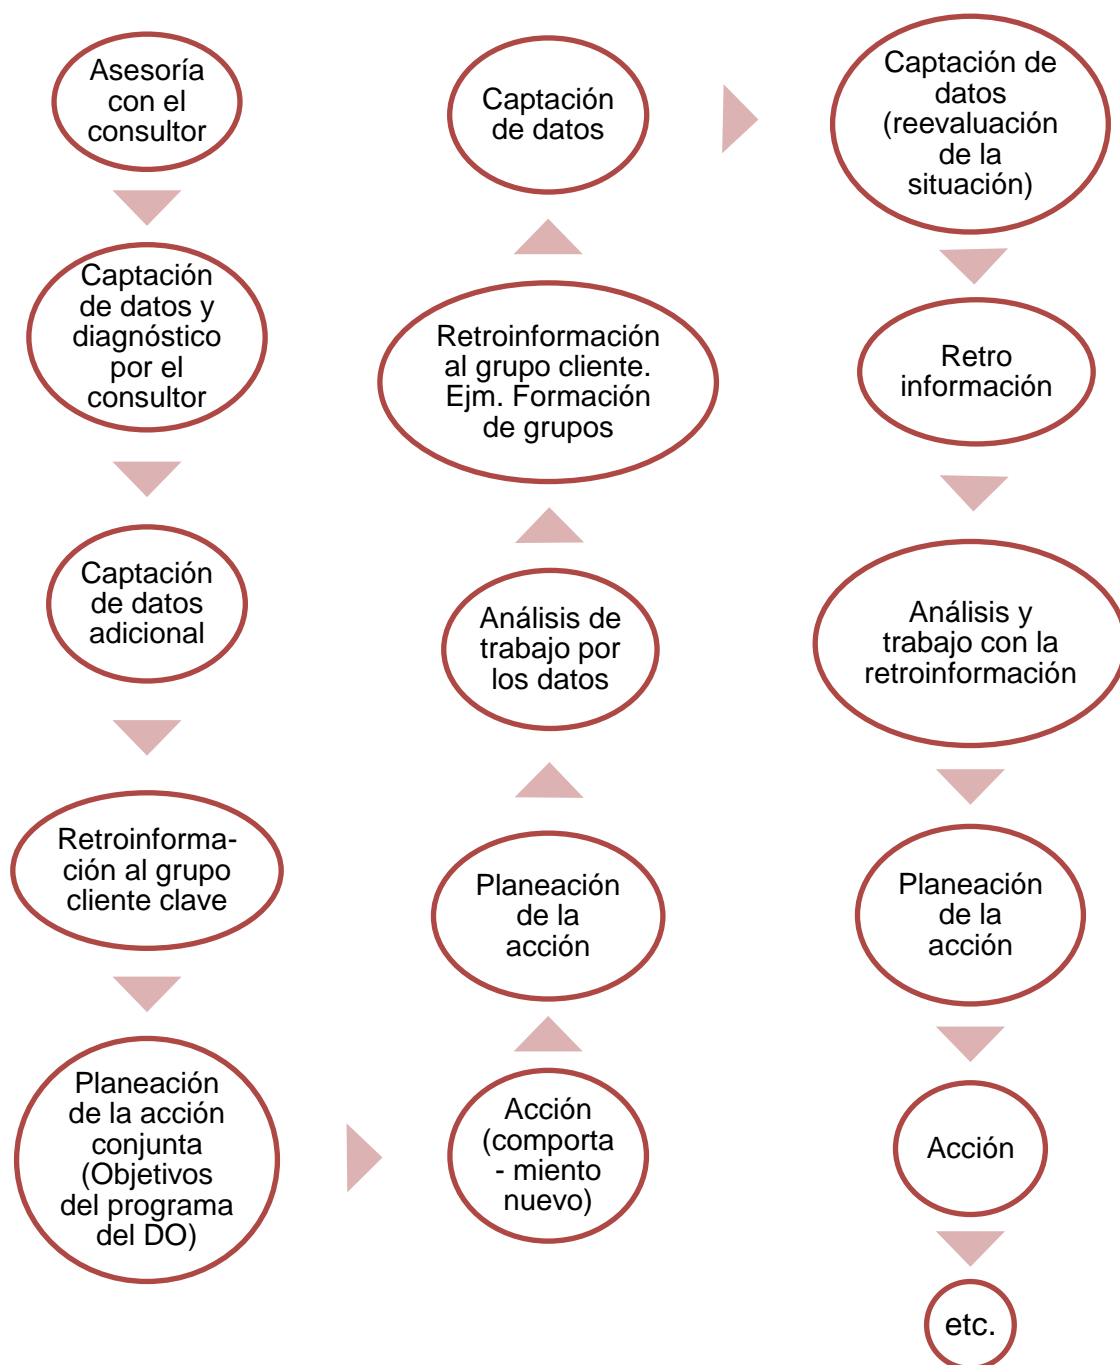 Asesoría
con el
consultor
Captación
de datos y
diagnóstico
por el
consultor
Captación
de datos
adicional
Retroinforma-
ción al grupo
cliente clave
Planeación
de la acción
conjunta
(Objetivos
del programa
del DO)
Acción
(comporta
- miento
nuevo)
Planeación
de la
acción
Análisis de
trabajo por
los datos
Retroinformación
al grupo cliente.
Ejm. Formación
de grupos
Captación
de datos
Captación de
datos
(reevaluación
de la
situación)
Retro
información
Análisis y
trabajo con la
retroinformación
Planeación
de la
acción
Acción
etc.